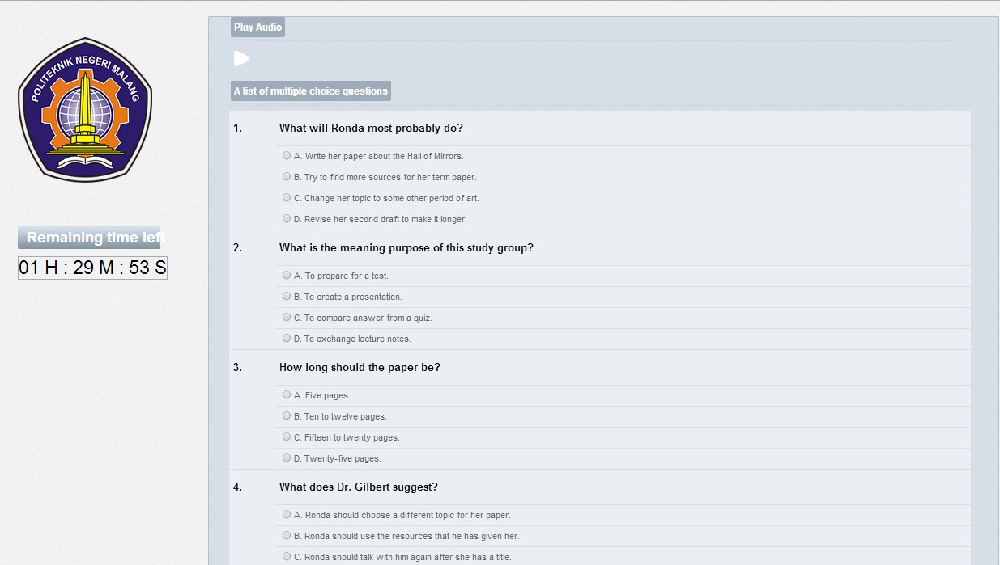 Play Audio
POLITEKNIK NEGERI MALANG
A list of multiple choice questions
1. What will Ronda most probably do?
A. Write her paper about the Hall of Mirrors.
B. Try to find more sources for her term paper.
C. Change her topic to some other period of art.
D. Revise her second draft to make it longer.
Remaining time left
01 H : 29 M : 53 S
2. What is the meaning purpose of this study group?
A. To prepare for a test.
B. To create a presentation.
C. To compare answer from a quiz.
D. To exchange lecture notes.
3. How long should the paper be?
A. Five pages.
B. Ten to twelve pages.
C. Fifteen to twenty pages.
D. Twenty-five pages.
4. What does Dr. Gilbert suggest?
A. Ronda should choose a different topic for her paper.
B. Ronda should use the resources that he has given her.
C. Ronda should talk with him again after she has a title.